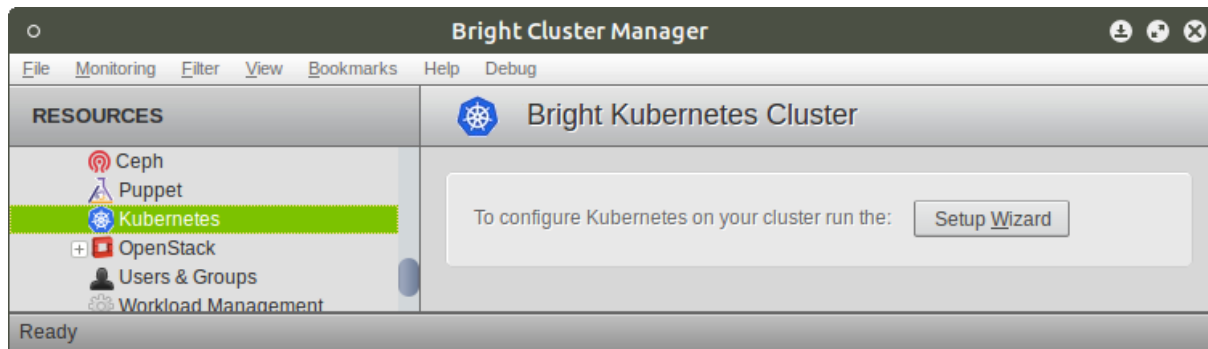 Bright Cluster Manager
File Monitoring Filter View Bookmarks Help Debug
RESOURCES
Ceph
Puppet
Kubernetes
OpenStack
Users & Groups
Workload Management
Bright Kubernetes Cluster
To configure Kubernetes on your cluster run the: Setup Wizard
Ready